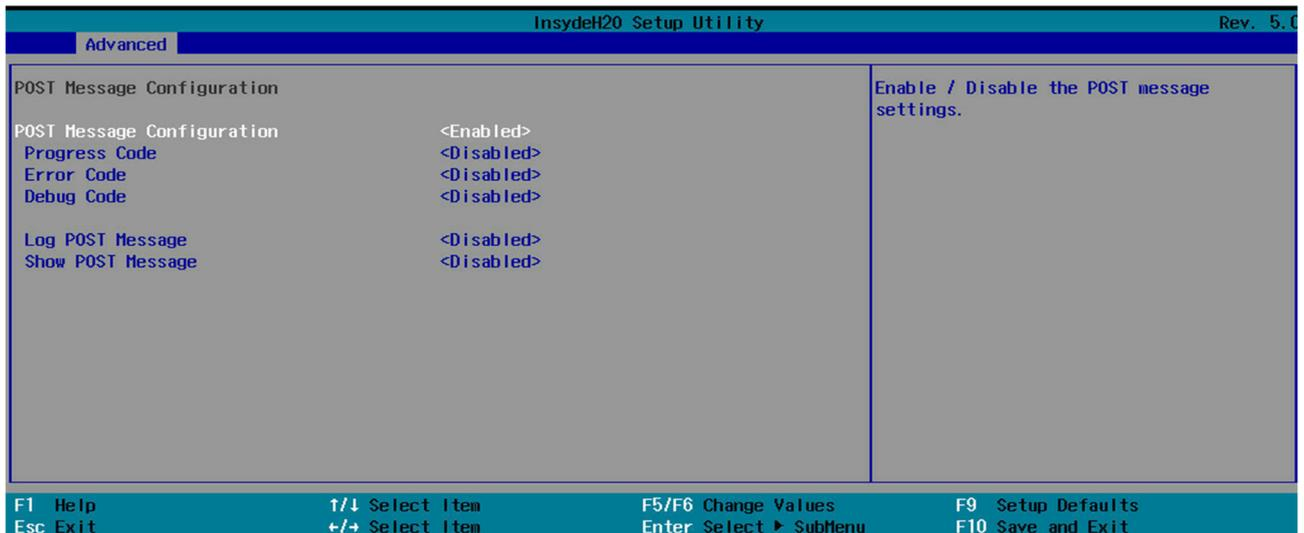 InsydeH20 Setup Utility Rev. 5.0
Advanced
POST Message Configuration
Enable / Disable the POST message
settings.
POST Message Configuration <Enabled>
Progress Code <Disabled>
Error Code <Disabled>
Debug Code <Disabled>
Log POST Message <Disabled>
Show POST Message <Disabled>
F1 Help ↑/↓ Select Item F5/F6 Change Values F9 Setup Defaults
Esc Exit ←/→ Select Item Enter Select ▶ SubMenu F10 Save and Exit